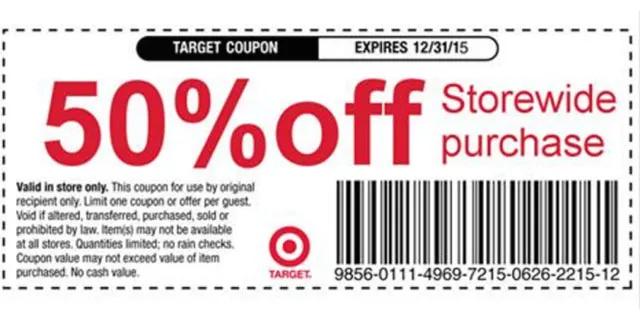 TARGET COUPON EXPIRES 12/31/15
50%off Storewide
purchase
Valid in store only. This coupon for use by original
recipient only. Limit one coupon or offer per guest.
Void if altered, transferred, purchased, sold or
prohibited by law. Item(s) may not be available
at all stores. Quantities limited; no rain checks.
Coupon value may not exceed value of item
purchased. No cash value.
TARGET.
9856-0111-4969-7215-0626-2215-12